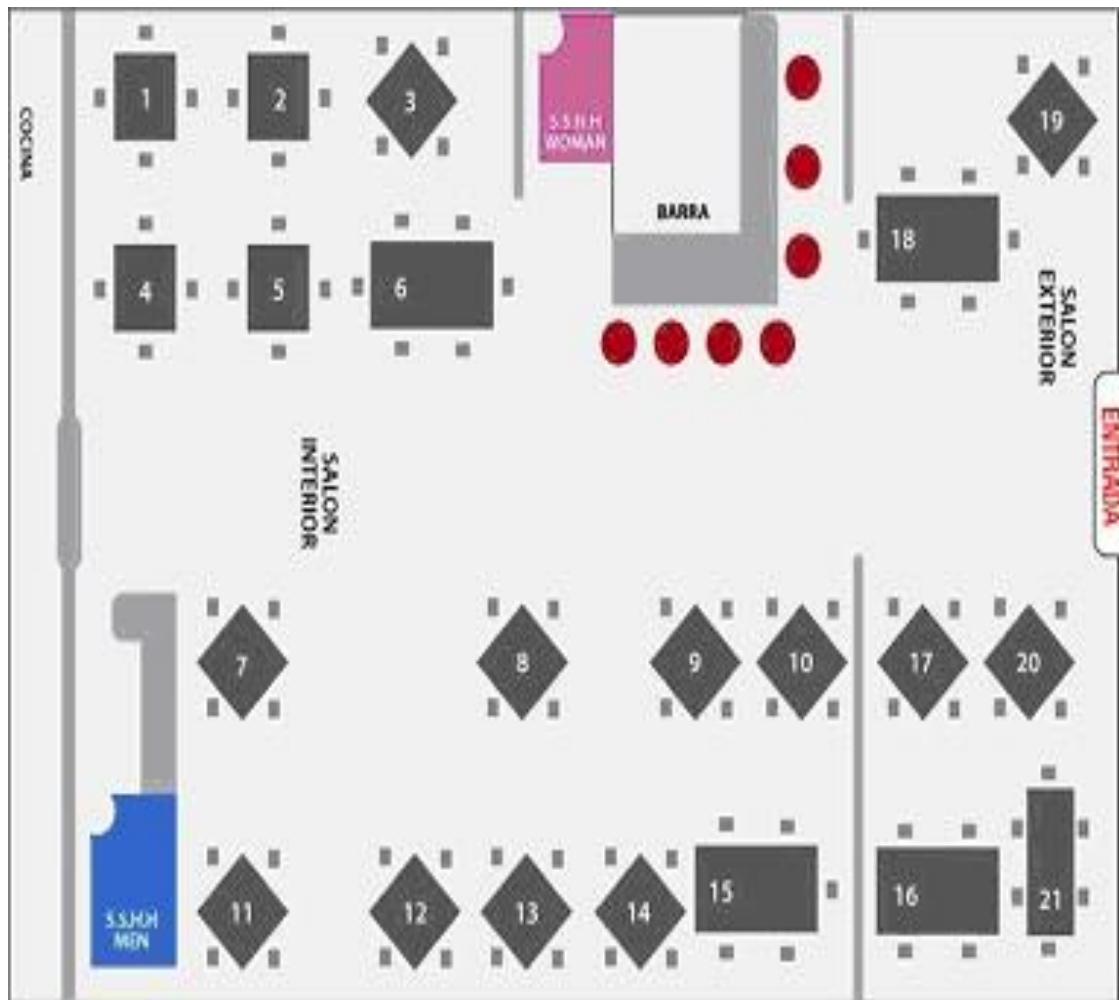 COCINA
1
2
3
S.S.H.H
WOMAN
BARRA
19
18
4
5
6
SALON
EXTERIOR
ENTRADA
SALON
INTERIOR
7
8
9
10
17
20
11
12
13
14
15
16
21
S.S.H.H
MEN